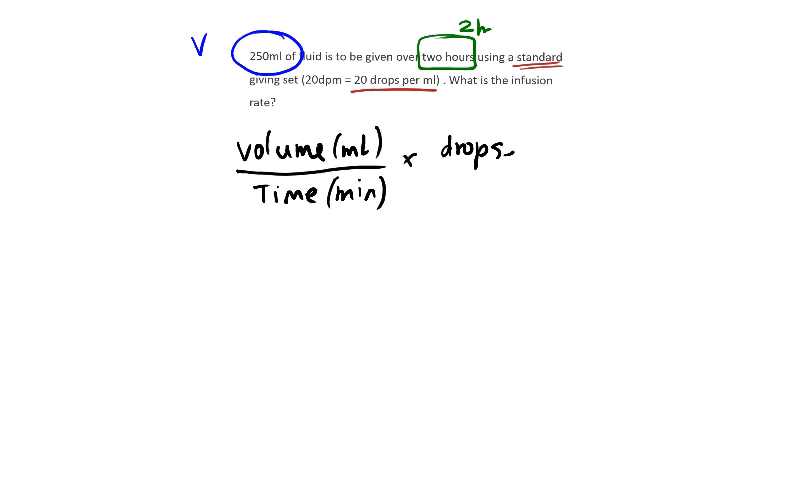 2h
V
250ml of fluid is to be given over two hours using a standard
giving set (20dpm = 20 drops per ml) . What is the infusion
rate?
Volume (ml) x drops
Time (min)